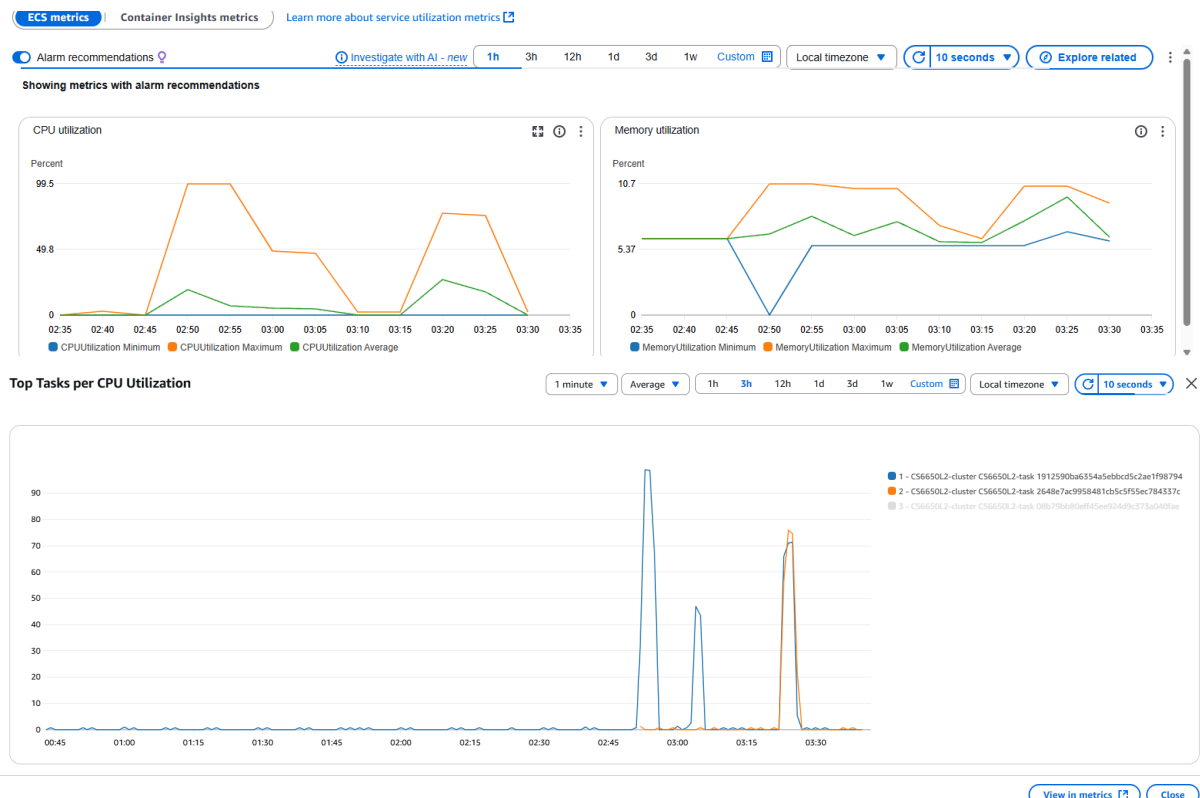 ECS metrics Container Insights metrics Learn more about service utilization metrics
Alarm recommendations Investigate with AI - new 1h 3h 12h 1d 3d 1w Custom Local timezone 10 seconds Explore related
Showing metrics with alarm recommendations
CPU utilization
Percent
99.5
49.8
0
02:35 02:40 02:45 02:50 02:55 03:00 03:05 03:10 03:15 03:20 03:25 03:30 03:35
CPUUtilization Minimum CPUUtilization Maximum CPUUtilization Average
Memory utilization
Percent
10.7
5.37
0
02:35 02:40 02:45 02:50 02:55 03:00 03:05 03:10 03:15 03:20 03:25 03:30 03:35
MemoryUtilization Minimum MemoryUtilization Maximum MemoryUtilization Average
Top Tasks per CPU Utilization 1 minute Average 1h 3h 12h 1d 3d 1w Custom Local timezone 10 seconds
90
80
70
60
50
40
30
20
10
0
00:45 01:00 01:15 01:30 01:45 02:00 02:15 02:30 02:45 03:00 03:15 03:30
1 - CS6650L2-cluster CS6650L2-task 1912590ba6354a5ebbcd5c2ae1f98794
2 - CS6650L2-cluster CS6650L2-task 2648e7ac9958481cb5c5f55ec784337c
3 - CS6650L2-cluster CS6650L2-task
View in metrics Close